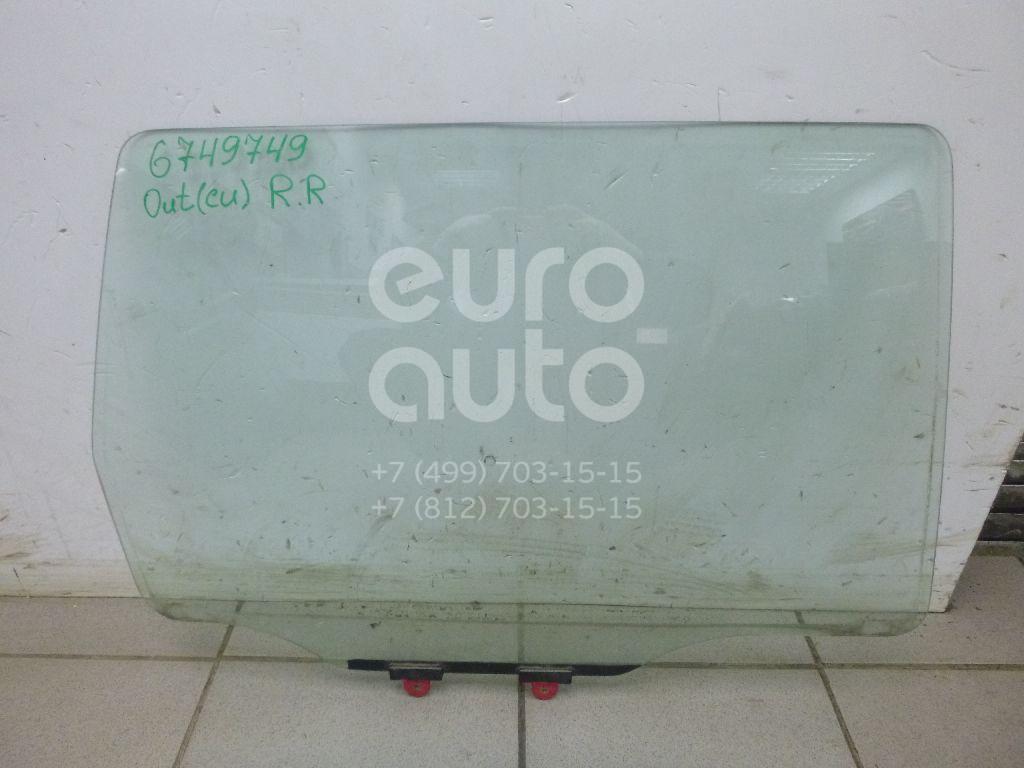 6749749
Out(cu) R.R
euro
auto
+7 (499) 703-15-15
+7 (812) 703-15-15